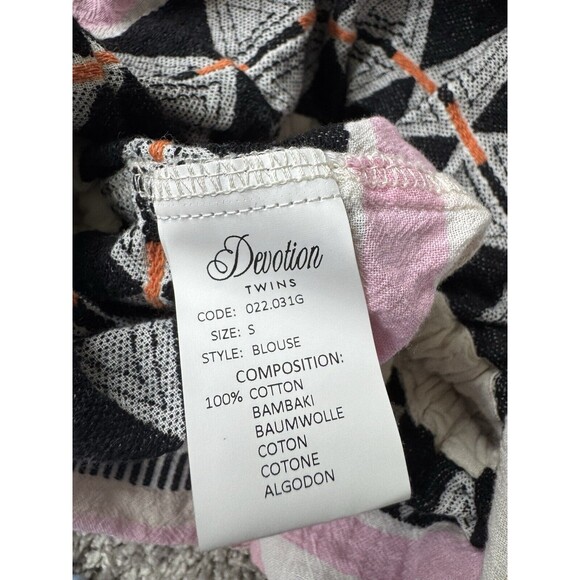 Devotion
TWINS
CODE: 022.031G
SIZE: S
STYLE: BLOUSE
COMPOSITION:
100% COTTON
BAMBAKI
BAUMWOLLE
COTON
COTONE
ALGODON